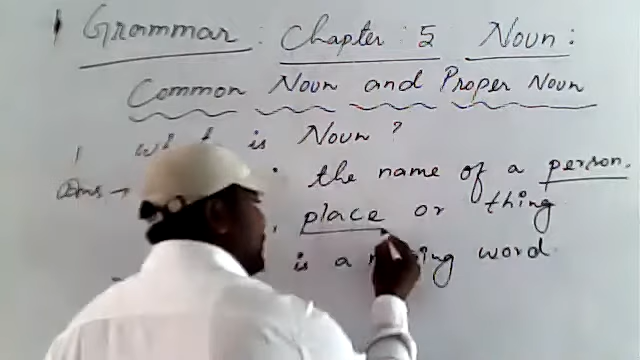 Grammar : Chapter : 5 Noun :
Common Noun and Proper Noun
is Noun ?
Ans → the name of a person.
place or thing
is a word.